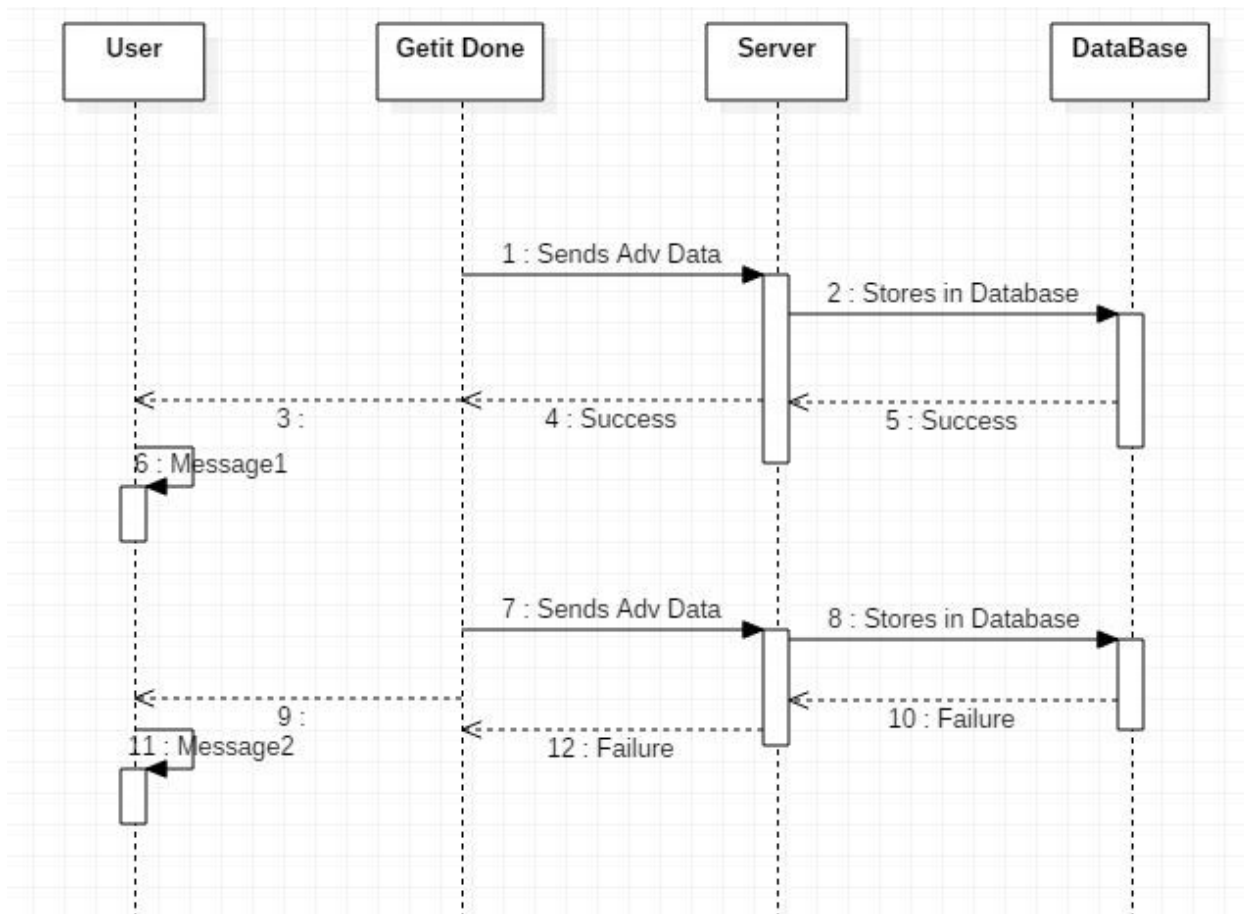 User
Getit Done
Server
DataBase
1 : Sends Adv Data
2 : Stores in Database
3 :
4 : Success
5 : Success
6 : Message1
7 : Sends Adv Data
8 : Stores in Database
9 :
10 : Failure
11 : Message2
12 : Failure